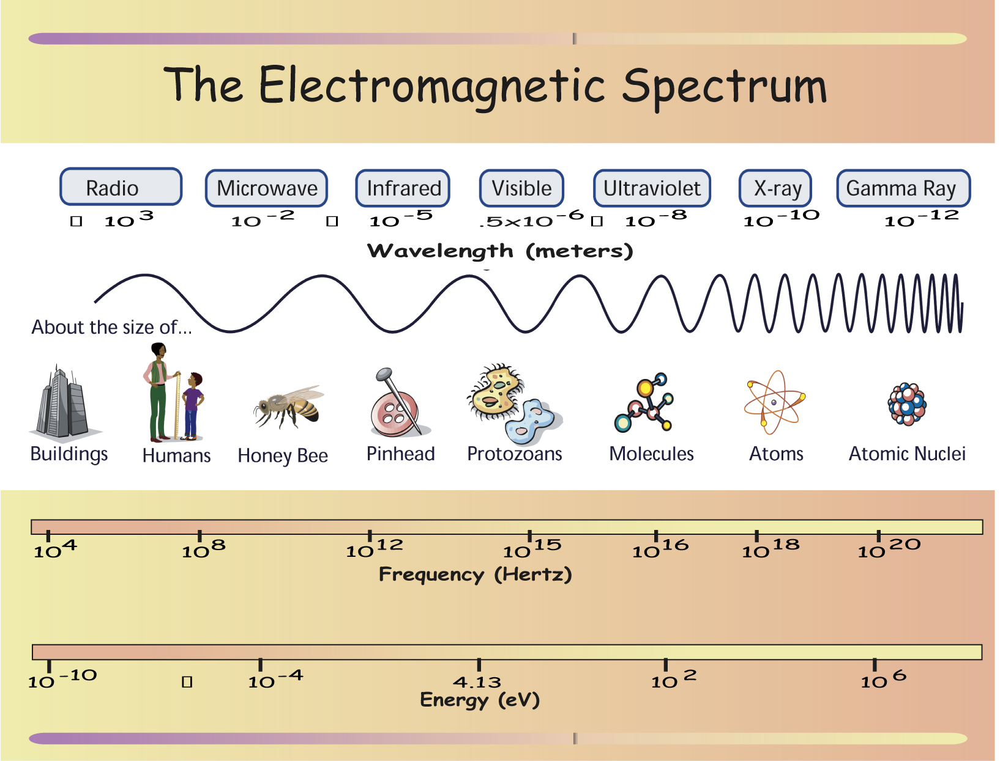 The Electromagnetic Spectrum
Radio Microwave Infrared Visible Ultraviolet X-ray Gamma Ray
▯ 10³ 10⁻² ▯ 10⁻⁵ .5x10⁻⁶ ▯ 10⁻⁸ 10⁻¹⁰ 10⁻¹²
Wavelength (meters)
About the size of...
Buildings Humans Honey Bee Pinhead Protozoans Molecules Atoms Atomic Nuclei
10⁴ 10⁸ 10¹² 10¹⁵ 10¹⁶ 10¹⁸ 10²⁰
Frequency (Hertz)
10⁻¹⁰ ▯ 10⁻⁴ 4.13 10² 10⁶
Energy (eV)